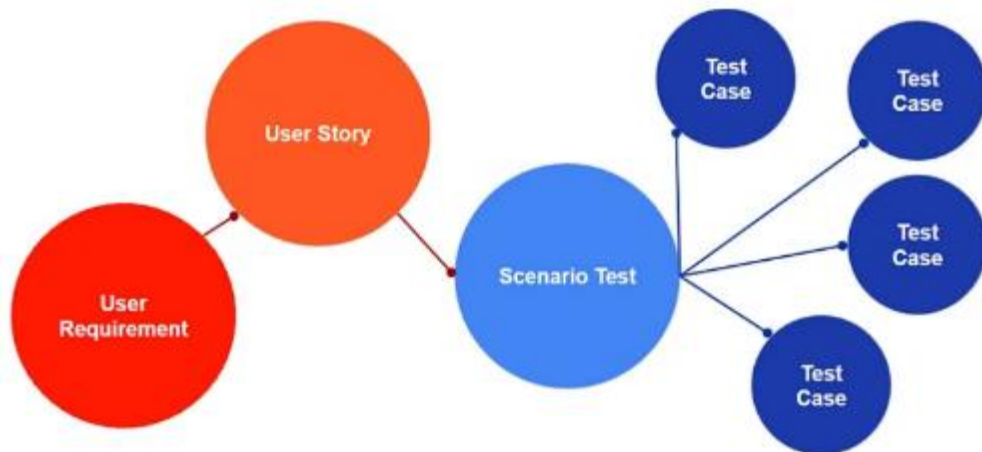 User
Requirement
User Story
Scenario Test
Test
Case
Test
Case
Test
Case
Test
Case